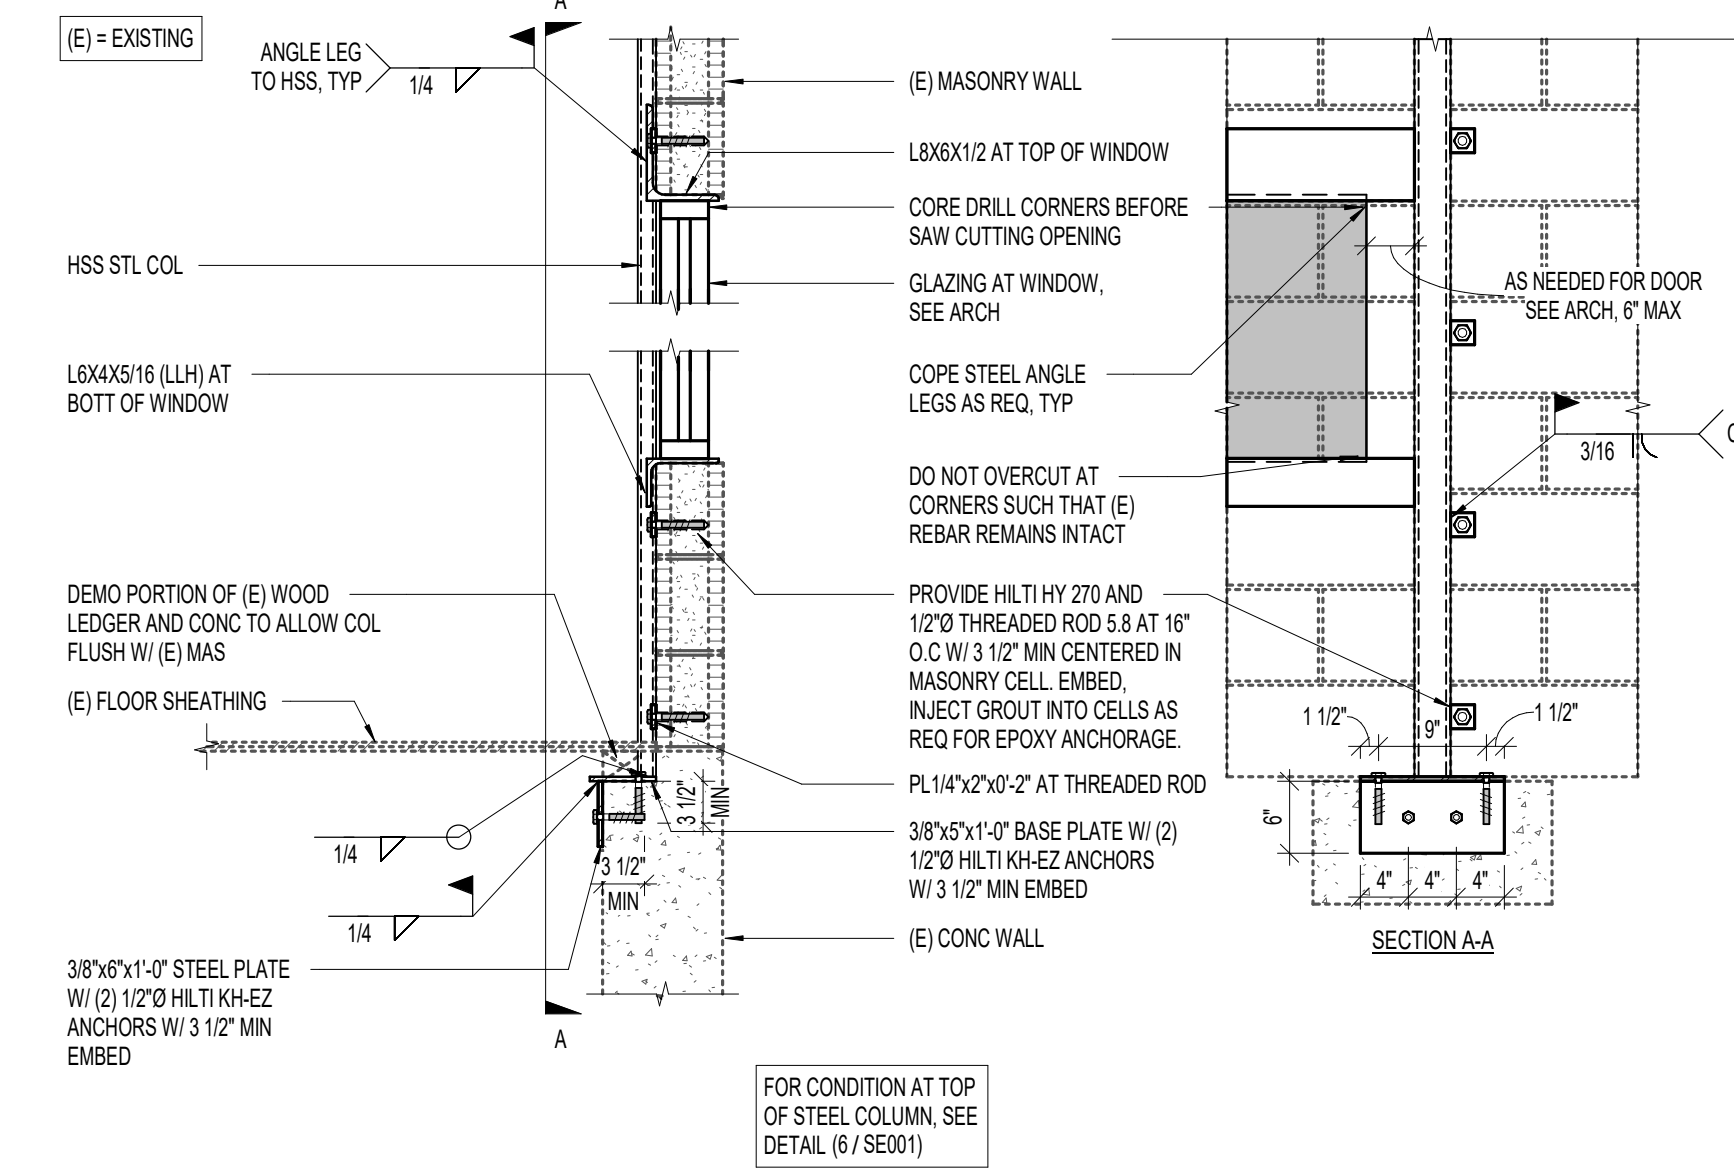 A
(E) = EXISTING
ANGLE LEG
TO HSS, TYP
1/4
HSS STL COL
L6X4X5/16 (LLH) AT
BOTT OF WINDOW
DEMO PORTION OF (E) WOOD
LEDGER AND CONC TO ALLOW COL
FLUSH W/ (E) MAS
(E) FLOOR SHEATHING
1/4
1/4
3/8"x6"x1'-0" STEEL PLATE
W/ (2) 1/2"Ø HILTI KH-EZ
ANCHORS W/ 3 1/2" MIN
EMBED
A
3 1/2"
MIN
3 1/2"
MIN
(E) MASONRY WALL
L8X6X1/2 AT TOP OF WINDOW
CORE DRILL CORNERS BEFORE
SAW CUTTING OPENING
GLAZING AT WINDOW,
SEE ARCH
COPE STEEL ANGLE
LEGS AS REQ, TYP
DO NOT OVERCUT AT
CORNERS SUCH THAT (E)
REBAR REMAINS INTACT
PROVIDE HILTI HY 270 AND
1/2"Ø THREADED ROD 5.8 AT 16"
O.C W/ 3 1/2" MIN CENTERED IN
MASONRY CELL. EMBED,
INJECT GROUT INTO CELLS AS
REQ FOR EPOXY ANCHORAGE.
PL1/4"x2"x0'-2" AT THREADED ROD
3/8"x5"x1'-0" BASE PLATE W/ (2)
1/2"Ø HILTI KH-EZ ANCHORS
W/ 3 1/2" MIN EMBED
(E) CONC WALL
FOR CONDITION AT TOP
OF STEEL COLUMN, SEE
DETAIL (6 / SE001)
AS NEEDED FOR DOOR
SEE ARCH, 6" MAX
3/16
1 1/2"
9"
1 1/2"
6"
4"
4"
4"
SECTION A-A